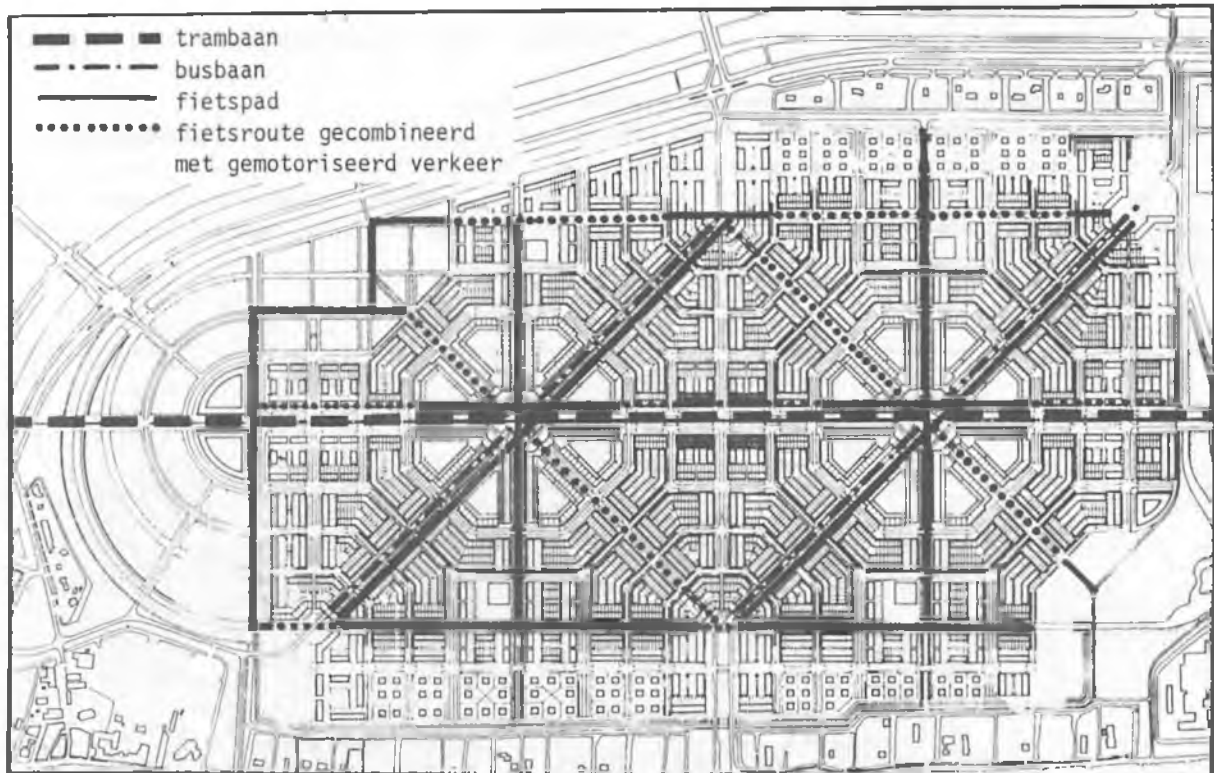 trambaan
busbaan
fietspad
fietsroute gecombineerd
met gemotoriseerd verkeer